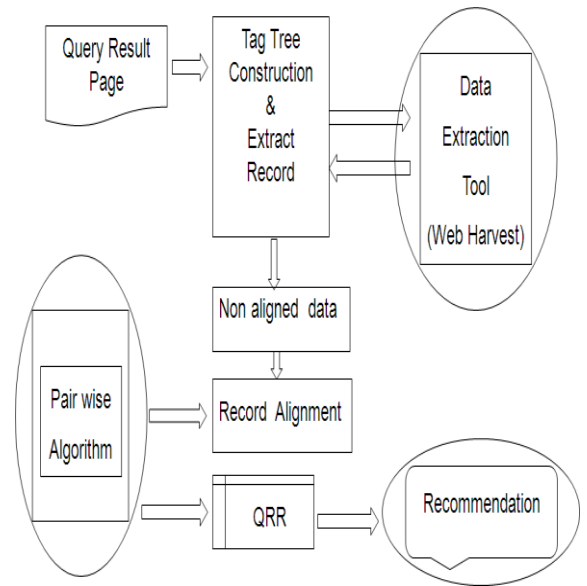 Query Result
Page
Tag Tree
Construction
&
Extract
Record
Data
Extraction
Tool
(Web Harvest)
Non aligned data
Pair wise
Algorithm
Record Alignment
QRR
Recommendation